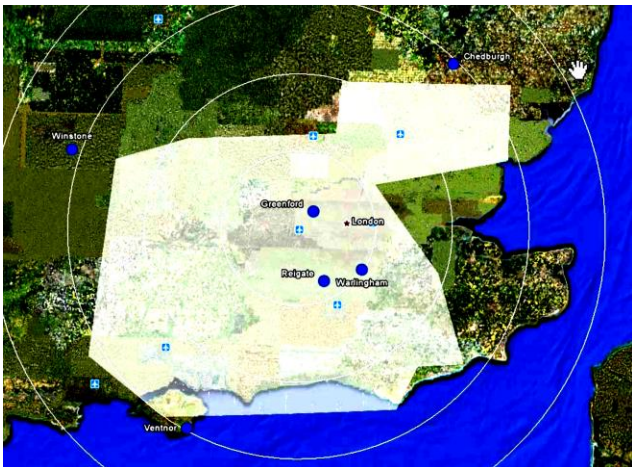 Chedburgh
Winstone
Greenford
London
Reigate
Warlingham
Ventnor